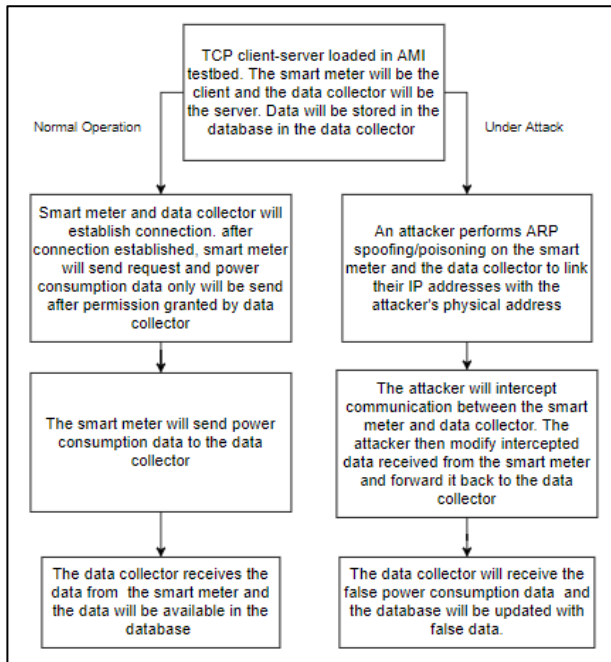 TCP client-server loaded in AMI
testbed. The smart meter will be the
client and the data collector will be
the server. Data will be stored in the
database in the data collector
Normal Operation
Under Attack
Smart meter and data collector will
establish connection. after
connection established, smart meter
will send request and power
consumption data only will be send
after permission granted by data
collector
The smart meter will send power
consumption data to the data
collector
The data collector receives the
data from the smart meter and
the data will be available in the
database
An attacker performs ARP
spoofing/poisoning on the smart
meter and the data collector to link
their IP addresses with the
attacker's physical address
The attacker will intercept
communication between the smart
meter and data collector. The
attacker then modify intercepted
data received from the smart meter
and forward it back to the data
collector
The data collector will receive the
false power consumption data and
the database will be updated with
false data.